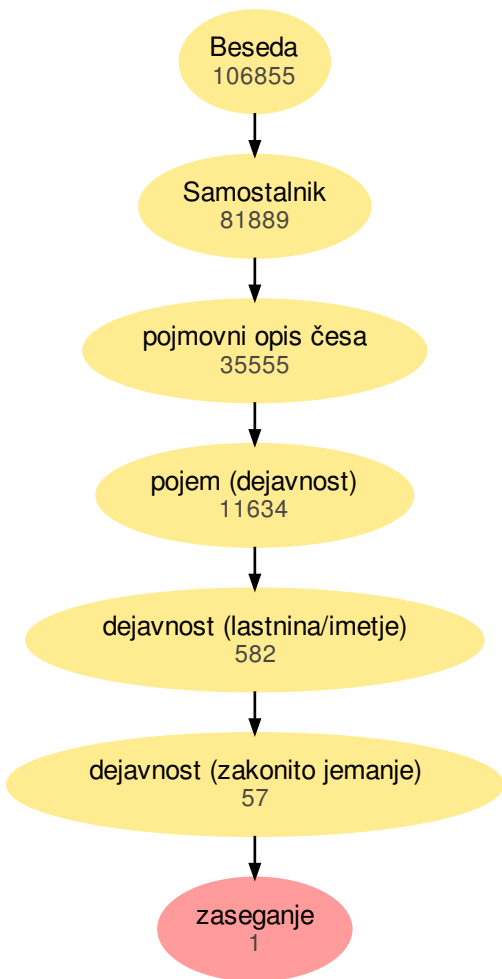 Beseda
106855
Samostalnik
81889
pojmovni opis česa
35555
pojem (dejavnost)
11634
dejavnost (lastnina/imetje)
582
dejavnost (zakonito jemanje)
57
zaseganje
1